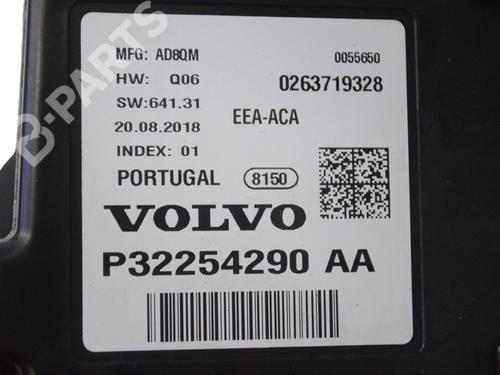 B-PARTS
MFG: AD8QM 0055650
HW: Q06 0263719328
SW:641.31 EEA-ACA
20.08.2018
INDEX: 01
PORTUGAL 8150
VOLVO
P32254290 AA